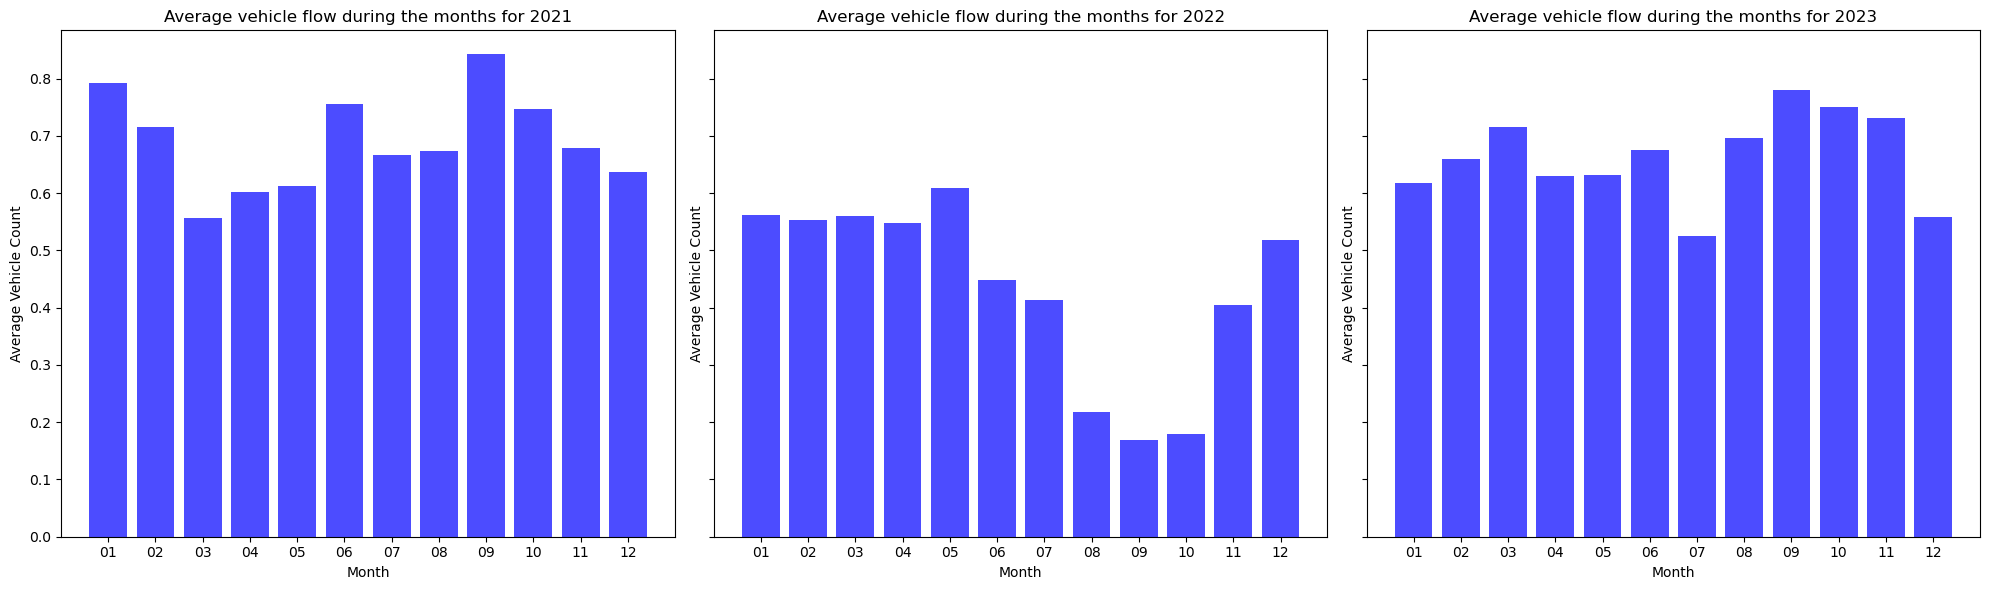 Average vehicle flow during the months for 2021
Average Vehicle Count
0.8
0.7
0.6
0.5
0.4
0.3
0.2
0.1
0.0
01 02 03 04 05 06 07 08 09 10 11 12
Month
Average vehicle flow during the months for 2022
Average Vehicle Count
01 02 03 04 05 06 07 08 09 10 11 12
Month
Average vehicle flow during the months for 2023
Average Vehicle Count
01 02 03 04 05 06 07 08 09 10 11 12
Month